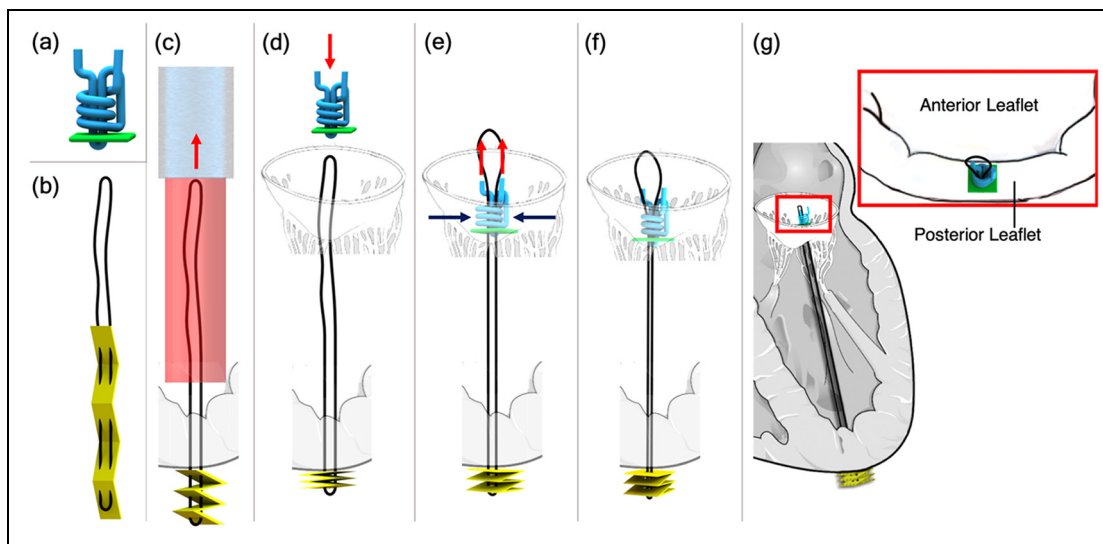 (a)
(b)
(c)
(d)
(e)
(f)
(g)
Anterior Leaflet
Posterior Leaflet